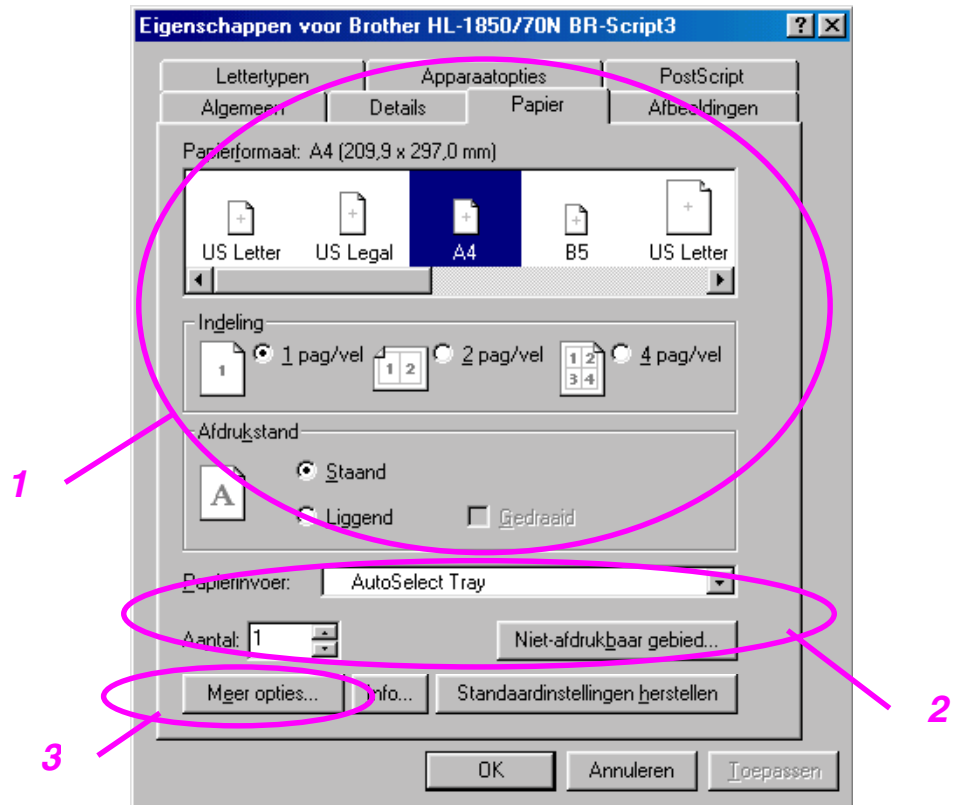 Eigenschappen voor Brother HL-1850/70N BR-Script3
Lettertypen Apparaatopties PostScript
Algemeen Details Papier Afbeeldingen
Papierformaat: A4 (209,9 x 297,0 mm)
US Letter US Legal A4 B5 US Letter
Indeling
1 1 pag/vel 1 2 2 pag/vel 1 2 3 4 4 pag/vel
Afdrukstand
A Staand
Liggend Gedraaid
1
Papierinvoer: AutoSelect Tray
Aantal: 1 Niet-afdrukbaar gebied...
Meer opties... Info... Standaardinstellingen herstellen
2
3
OK Annuleren Toepassen